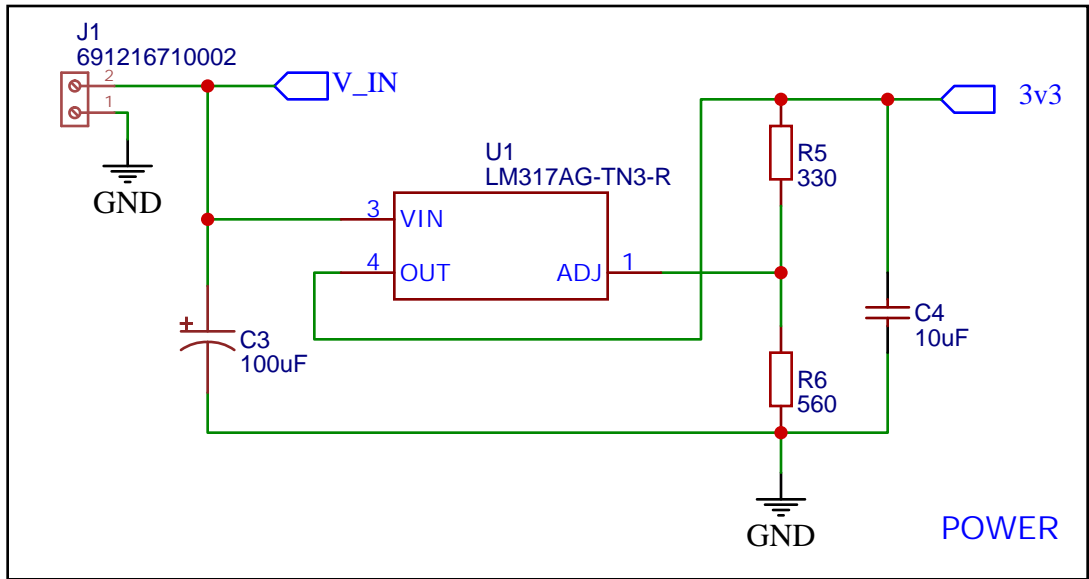 J1
691216710002
2
1
V_IN
GND
U1
LM317AG-TN3-R
3 VIN
4 OUT
ADJ 1
+
C3
100uF
3v3
R5
330
C4
10uF
R6
560
GND
POWER